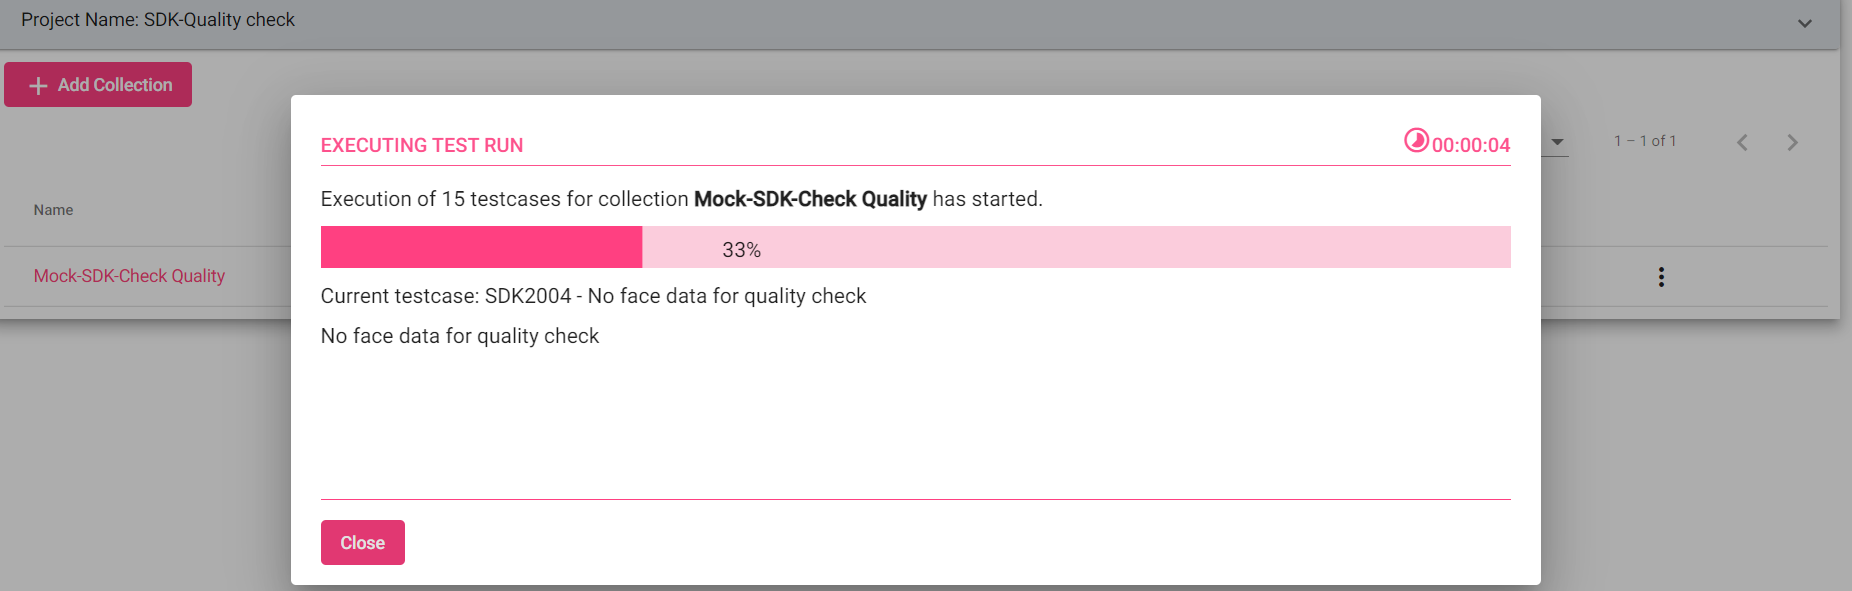 Project Name: SDK-Quality check
Add Collection
EXECUTING TEST RUN
00:00:04
1 – 1 of 1
Execution of 15 testcases for collection Mock-SDK-Check Quality has started.
Name
33%
Mock-SDK-Check Quality
Current testcase: SDK2004 - No face data for quality check
No face data for quality check
Close